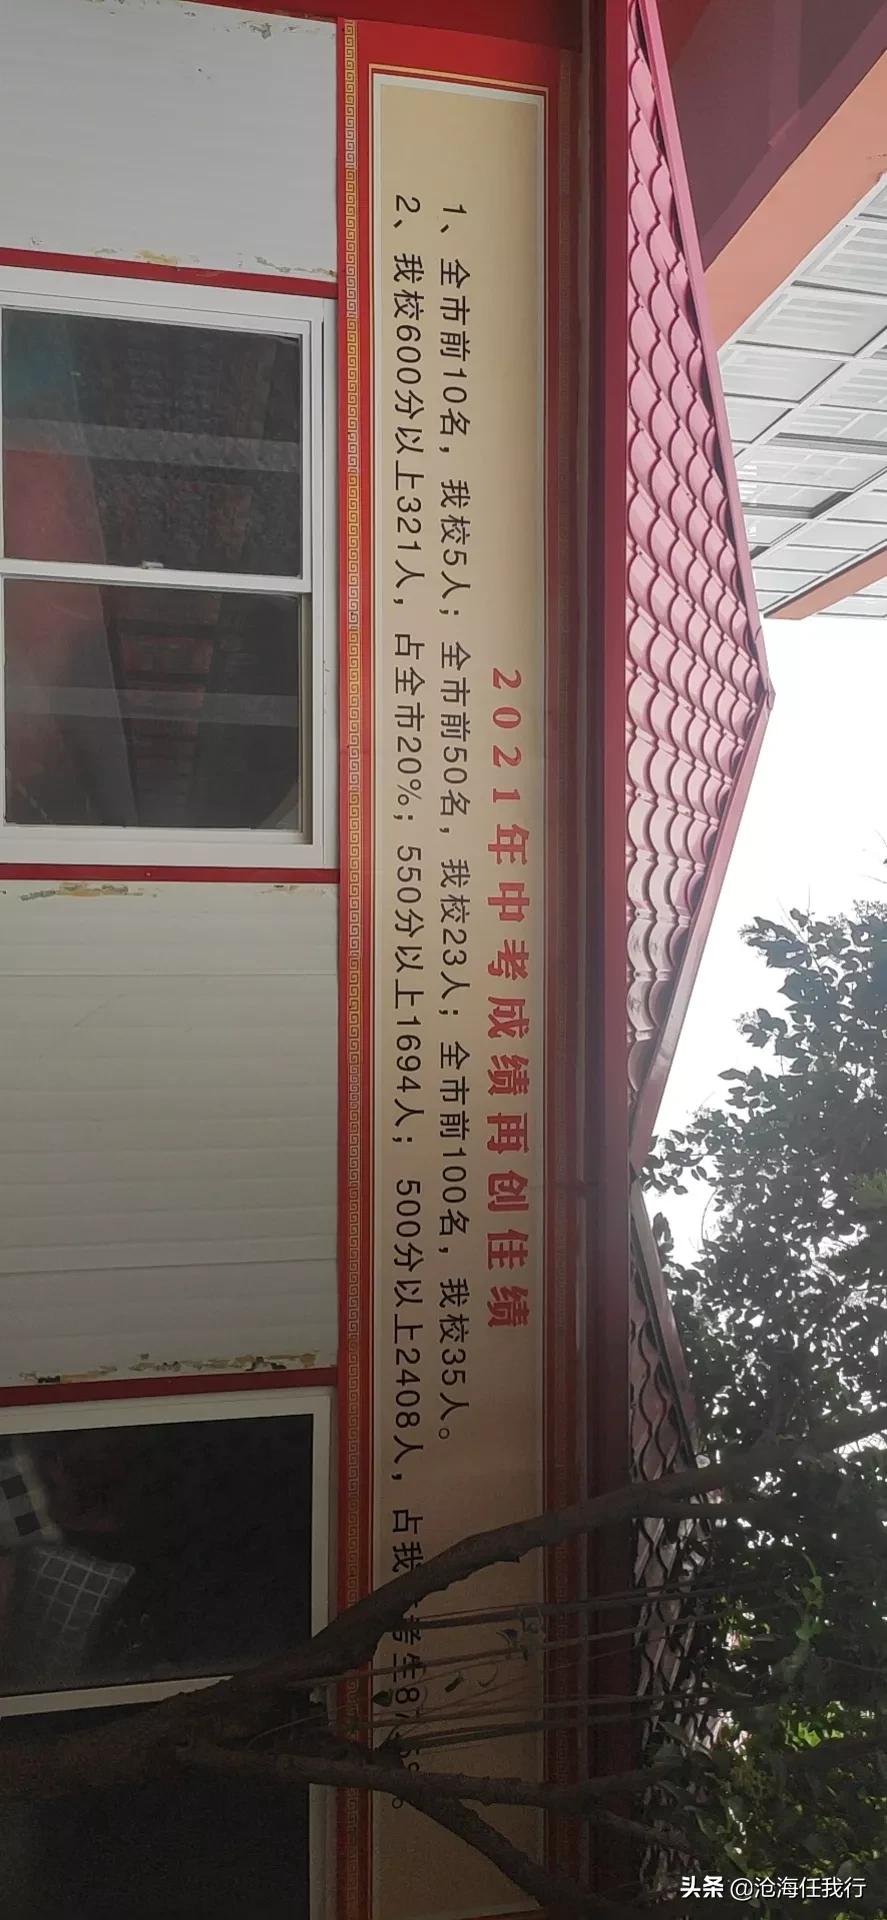 2021年中考成绩再创佳绩
1、全市前10名，我校5人；全市前50名，我校23人；全市前100名，我校35人。
2、我校600分以上321人，占全市20%；550分以上1694人；500分以上2408人，占我 考生87
头条 @沧海任我行